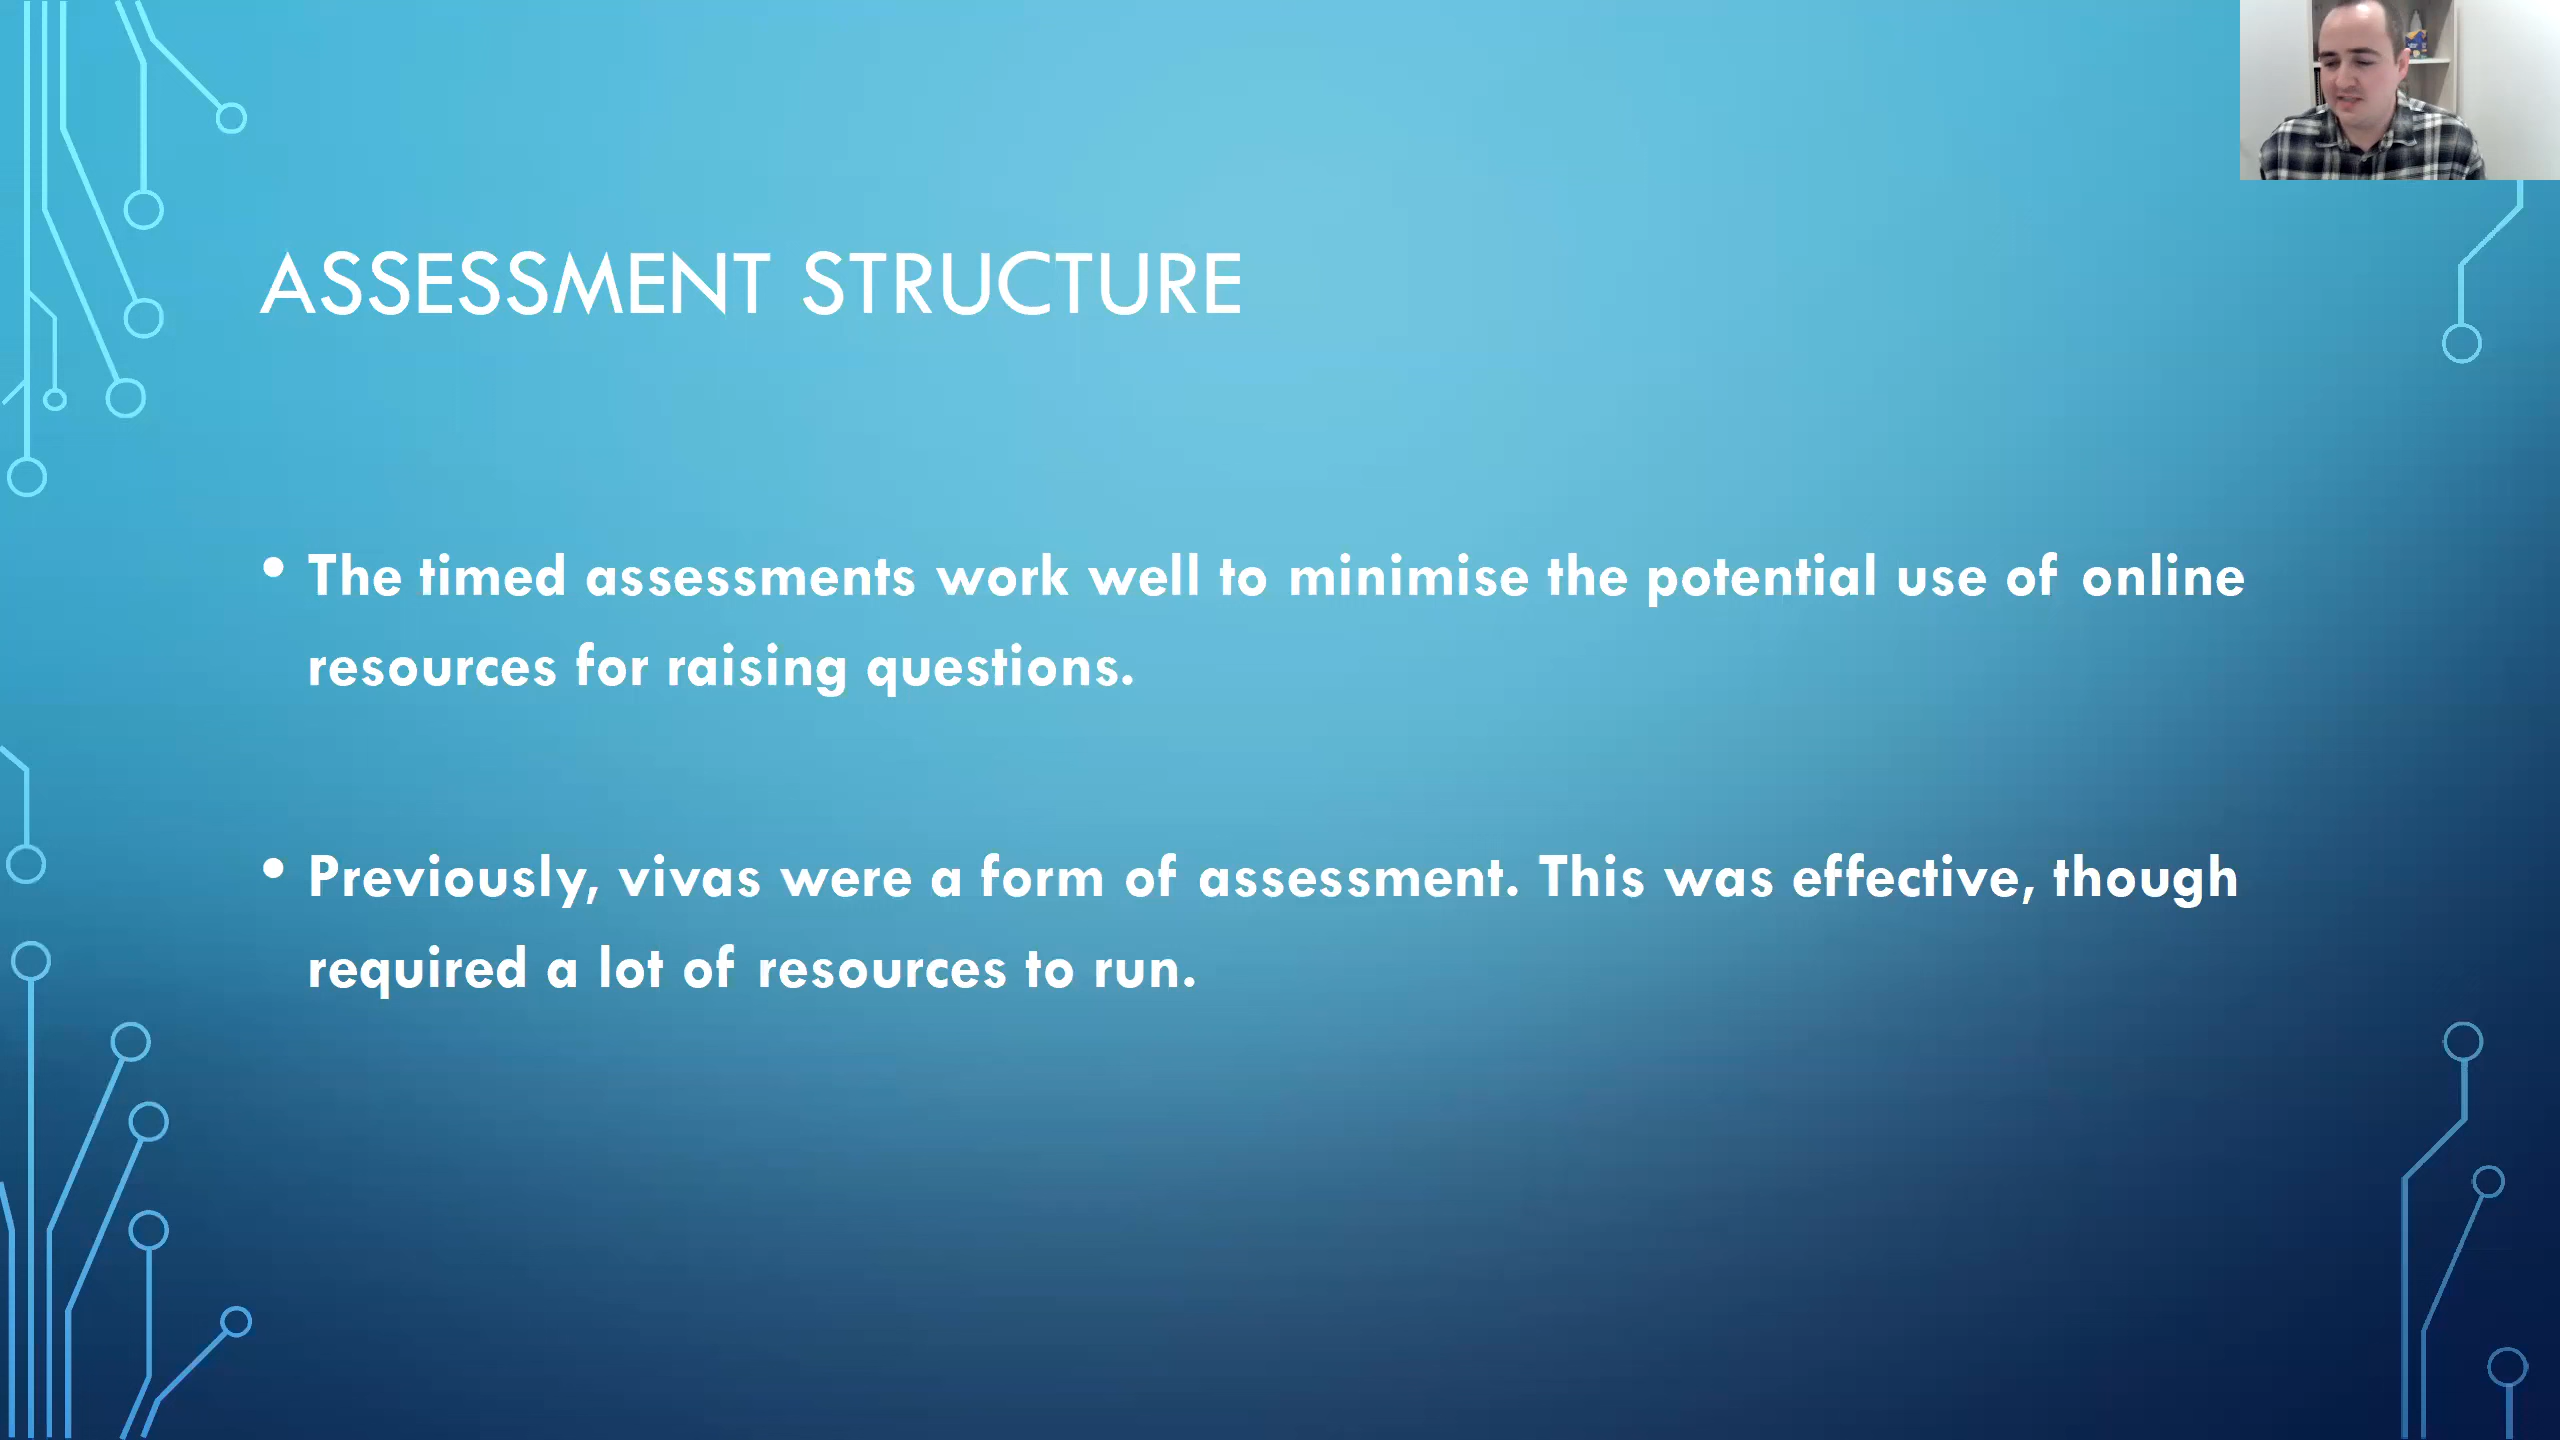 ASSESSMENT STRUCTURE
• The timed assessments work well to minimise the potential use of online
resources for raising questions.
• Previously, vivas were a form of assessment. This was effective, though
required a lot of resources to run.